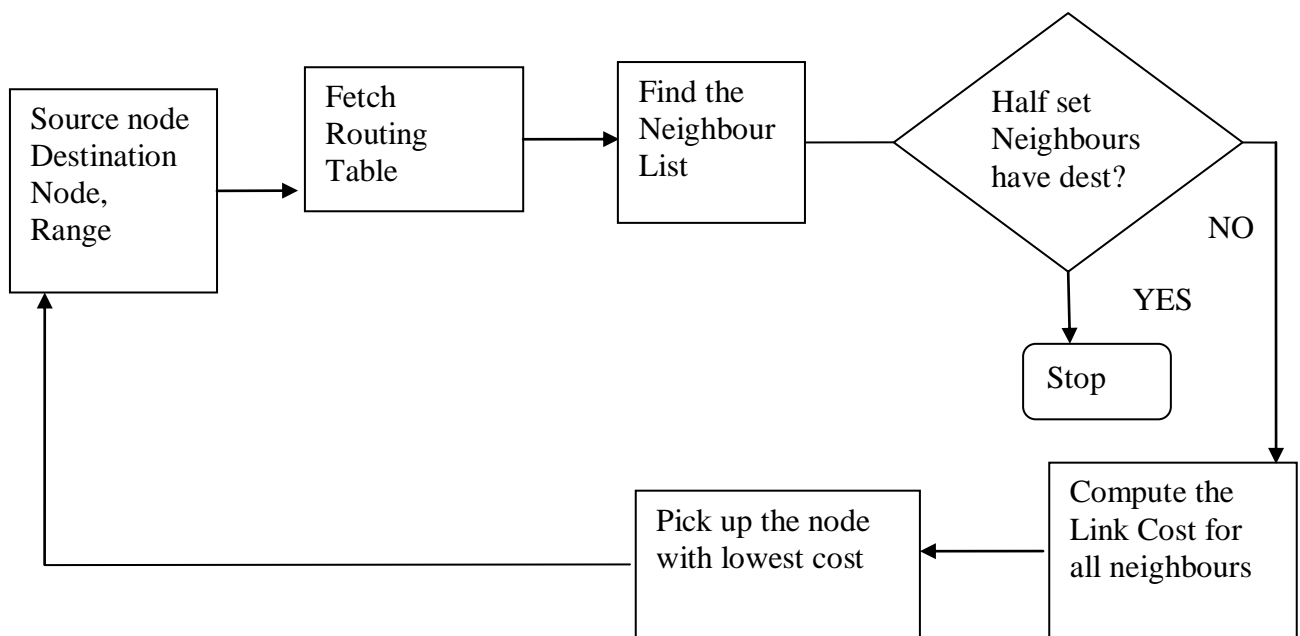 Source node
Destination
Node,
Range
Fetch
Routing
Table
Find the
Neighbour
List
Half set
Neighbours
have dest?
NO
YES
Stop
Compute the
Link Cost for
all neighbours
Pick up the node
with lowest cost